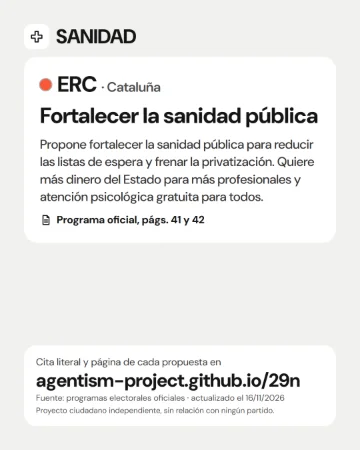 SANIDAD
ERC · Cataluña
Fortalecer la sanidad pública
Propone fortalecer la sanidad pública para reducir
las listas de espera y frenar la privatización. Quiere
más dinero del Estado para más profesionales y
atención psicológica gratuita para todos.
Programa oficial, págs. 41 y 42
Cita literal y página de cada propuesta en
agentism-project.github.io/29n
Fuente: programas electorales oficiales · actualizado el 16/11/2026
Proyecto ciudadano independiente, sin relación con ningún partido.